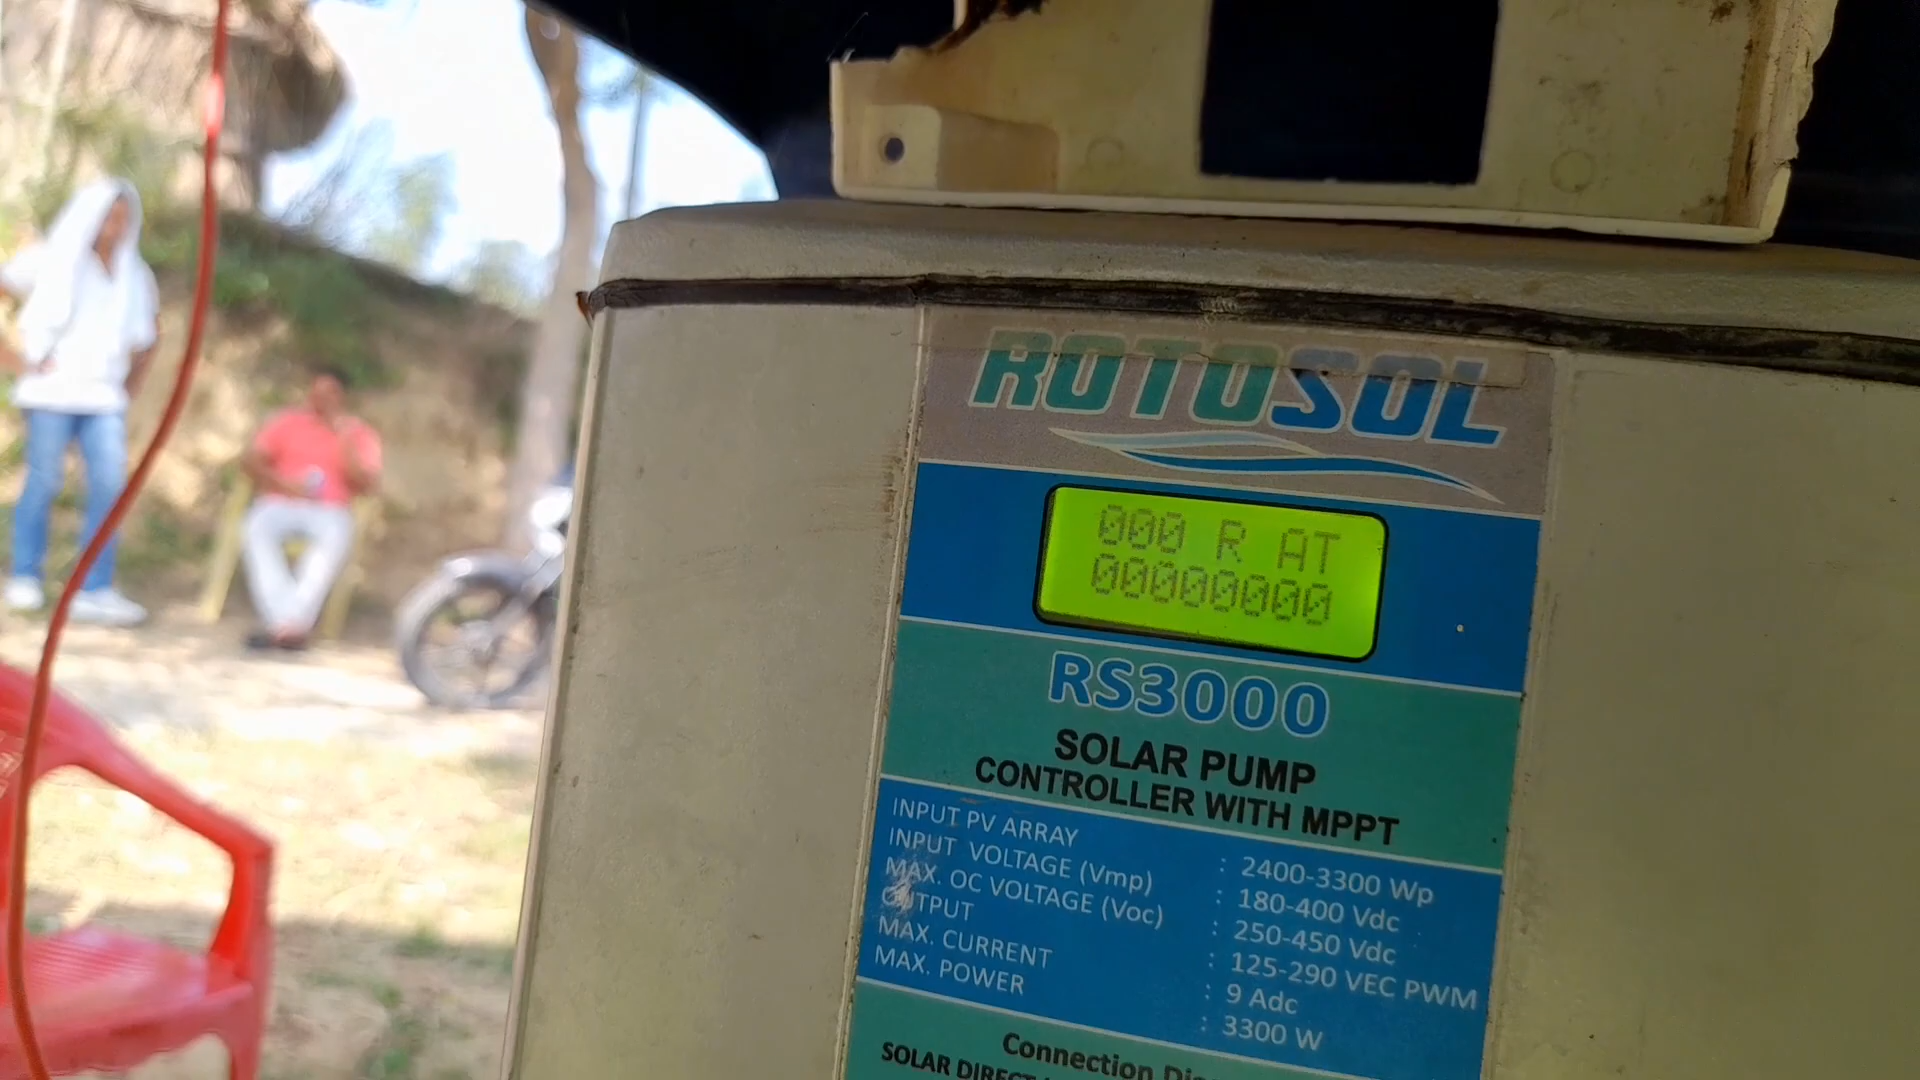 ROTOSOL
000 R AT
00000000
RS3000
SOLAR PUMP
CONTROLLER WITH MPPT
INPUT PV ARRAY : 2400-3300 Wp
INPUT VOLTAGE (Vmp) : 180-400 Vdc
MAX. OC VOLTAGE (Voc) : 250-450 Vdc
OUTPUT : 125-290 VEC PWM
MAX. CURRENT : 9 Adc
MAX. POWER : 3300 W
Connection
SOLAR DIRECT